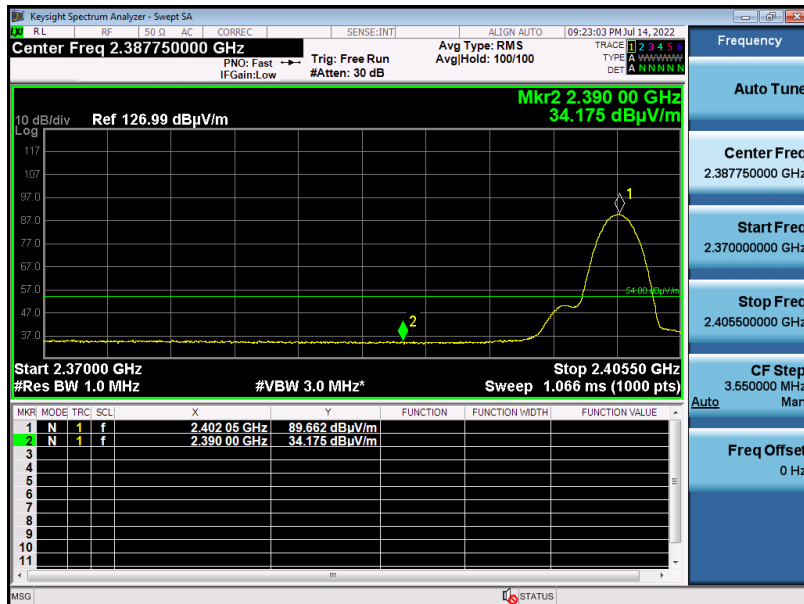 Keysight Spectrum Analyzer - Swept SA
RL RF 50 Ω AC CORREC SENSE:INT ALIGN AUTO 09:23:03 PM Jul 14, 2022
Center Freq 2.387750000 GHz
PNO: Fast
IFGain:Low
Trig: Free Run
#Atten: 30 dB
Avg Type: RMS
Avg|Hold: 100/100
TRACE 1 2 3 4 5 6
TYPE A WWWWW
DET A N N N N N
Mkr2 2.390 00 GHz
34.175 dBµV/m
10 dB/div Ref 126.99 dBµV/m
Log
117
107
97.0
87.0
77.0
67.0
57.0
47.0
37.0
1
54.00 dBµV/m
2
Start 2.37000 GHz Stop 2.40550 GHz
#Res BW 1.0 MHz #VBW 3.0 MHz* Sweep 1.066 ms (1000 pts)
MKR MODE TRC SCL X Y FUNCTION FUNCTION WIDTH FUNCTION VALUE
1 N 1 f 2.402 05 GHz 89.662 dBµV/m
2 N 1 f 2.390 00 GHz 34.175 dBµV/m
3
4
5
6
7
8
9
10
11
MSG STATUS
Frequency
Auto Tune
Center Freq
2.387750000 GHz
Start Freq
2.370000000 GHz
Stop Freq
2.405500000 GHz
CF Step
3.550000 MHz
Auto Man
Freq Offset
0 Hz